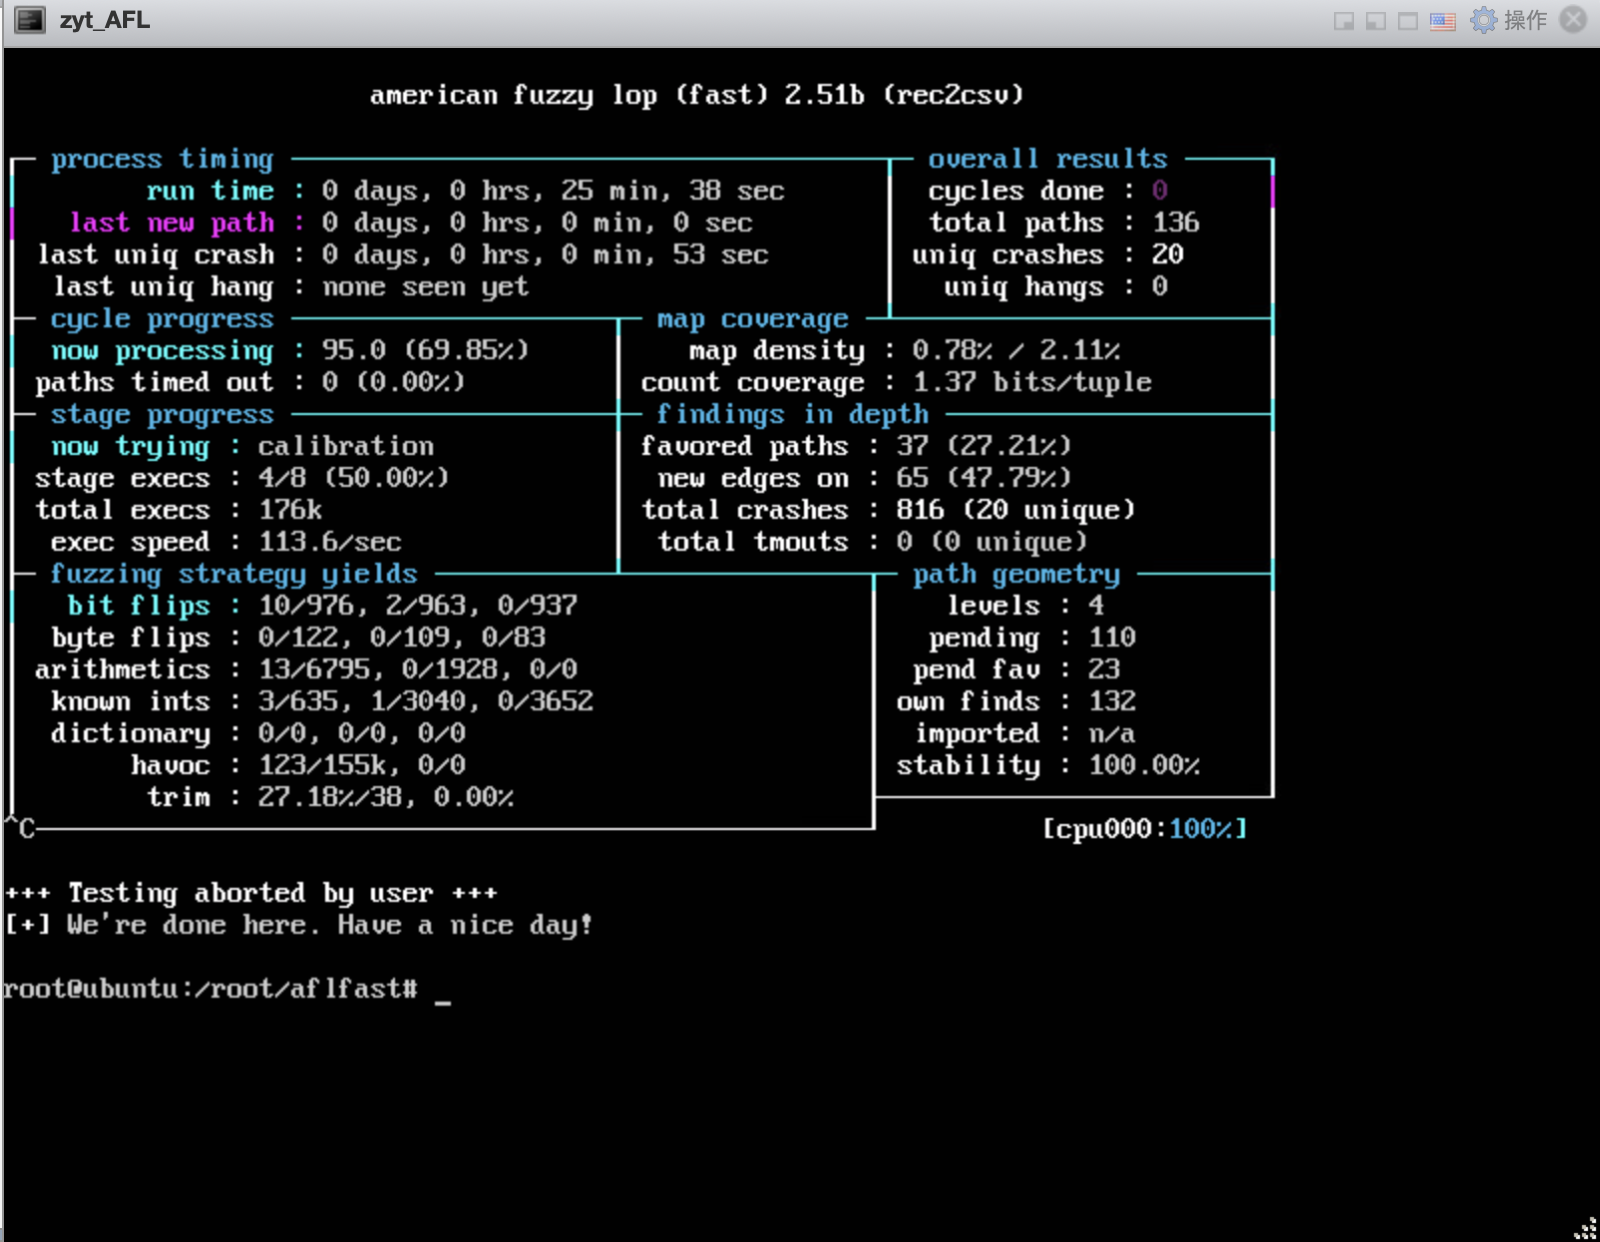 zyt_AFL 操作
american fuzzy lop (fast) 2.51b (rec2csv)
process timing overall results
run time : 0 days, 0 hrs, 25 min, 38 sec cycles done : 0
last new path : 0 days, 0 hrs, 0 min, 0 sec total paths : 136
last uniq crash : 0 days, 0 hrs, 0 min, 53 sec uniq crashes : 20
last uniq hang : none seen yet uniq hangs : 0
cycle progress map coverage
now processing : 95.0 (69.85%) map density : 0.78% / 2.11%
paths timed out : 0 (0.00%) count coverage : 1.37 bits/tuple
stage progress findings in depth
now trying : calibration favored paths : 37 (27.21%)
stage execs : 4/8 (50.00%) new edges on : 65 (47.79%)
total execs : 176k total crashes : 816 (20 unique)
exec speed : 113.6/sec total tmouts : 0 (0 unique)
fuzzing strategy yields path geometry
bit flips : 10/976, 2/963, 0/937 levels : 4
byte flips : 0/122, 0/109, 0/83 pending : 110
arithmetics : 13/6795, 0/1928, 0/0 pend fav : 23
known ints : 3/635, 1/3040, 0/3652 own finds : 132
dictionary : 0/0, 0/0, 0/0 imported : n/a
havoc : 123/155k, 0/0 stability : 100.00%
trim : 27.18%/38, 0.00%
^C [cpu000:100%]
+++ Testing aborted by user +++
[+] We're done here. Have a nice day!
root@ubuntu:/root/aflfast# _